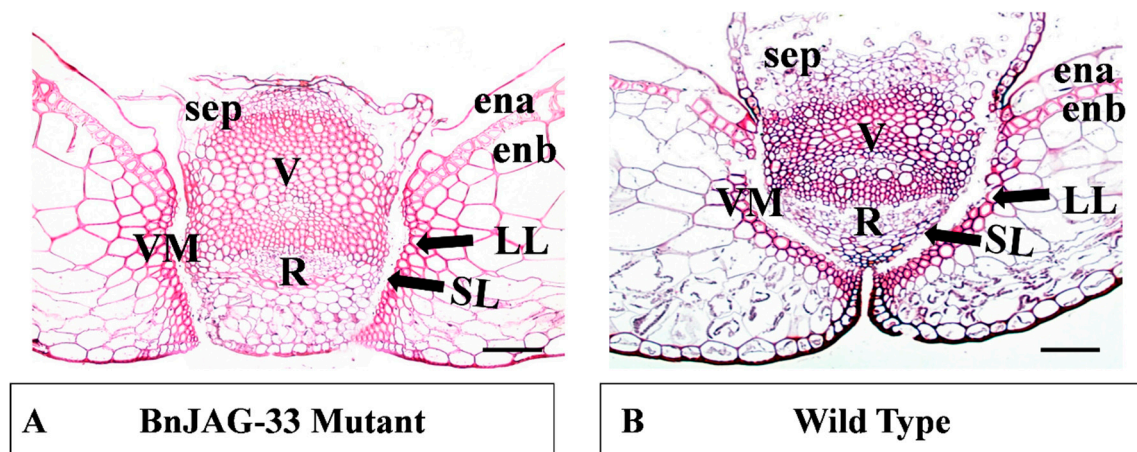 sep
ena
enb
V
VM
LL
R
SL
sep
ena
enb
V
VM
LL
R
SL
A BnJAG-33 Mutant
B Wild Type